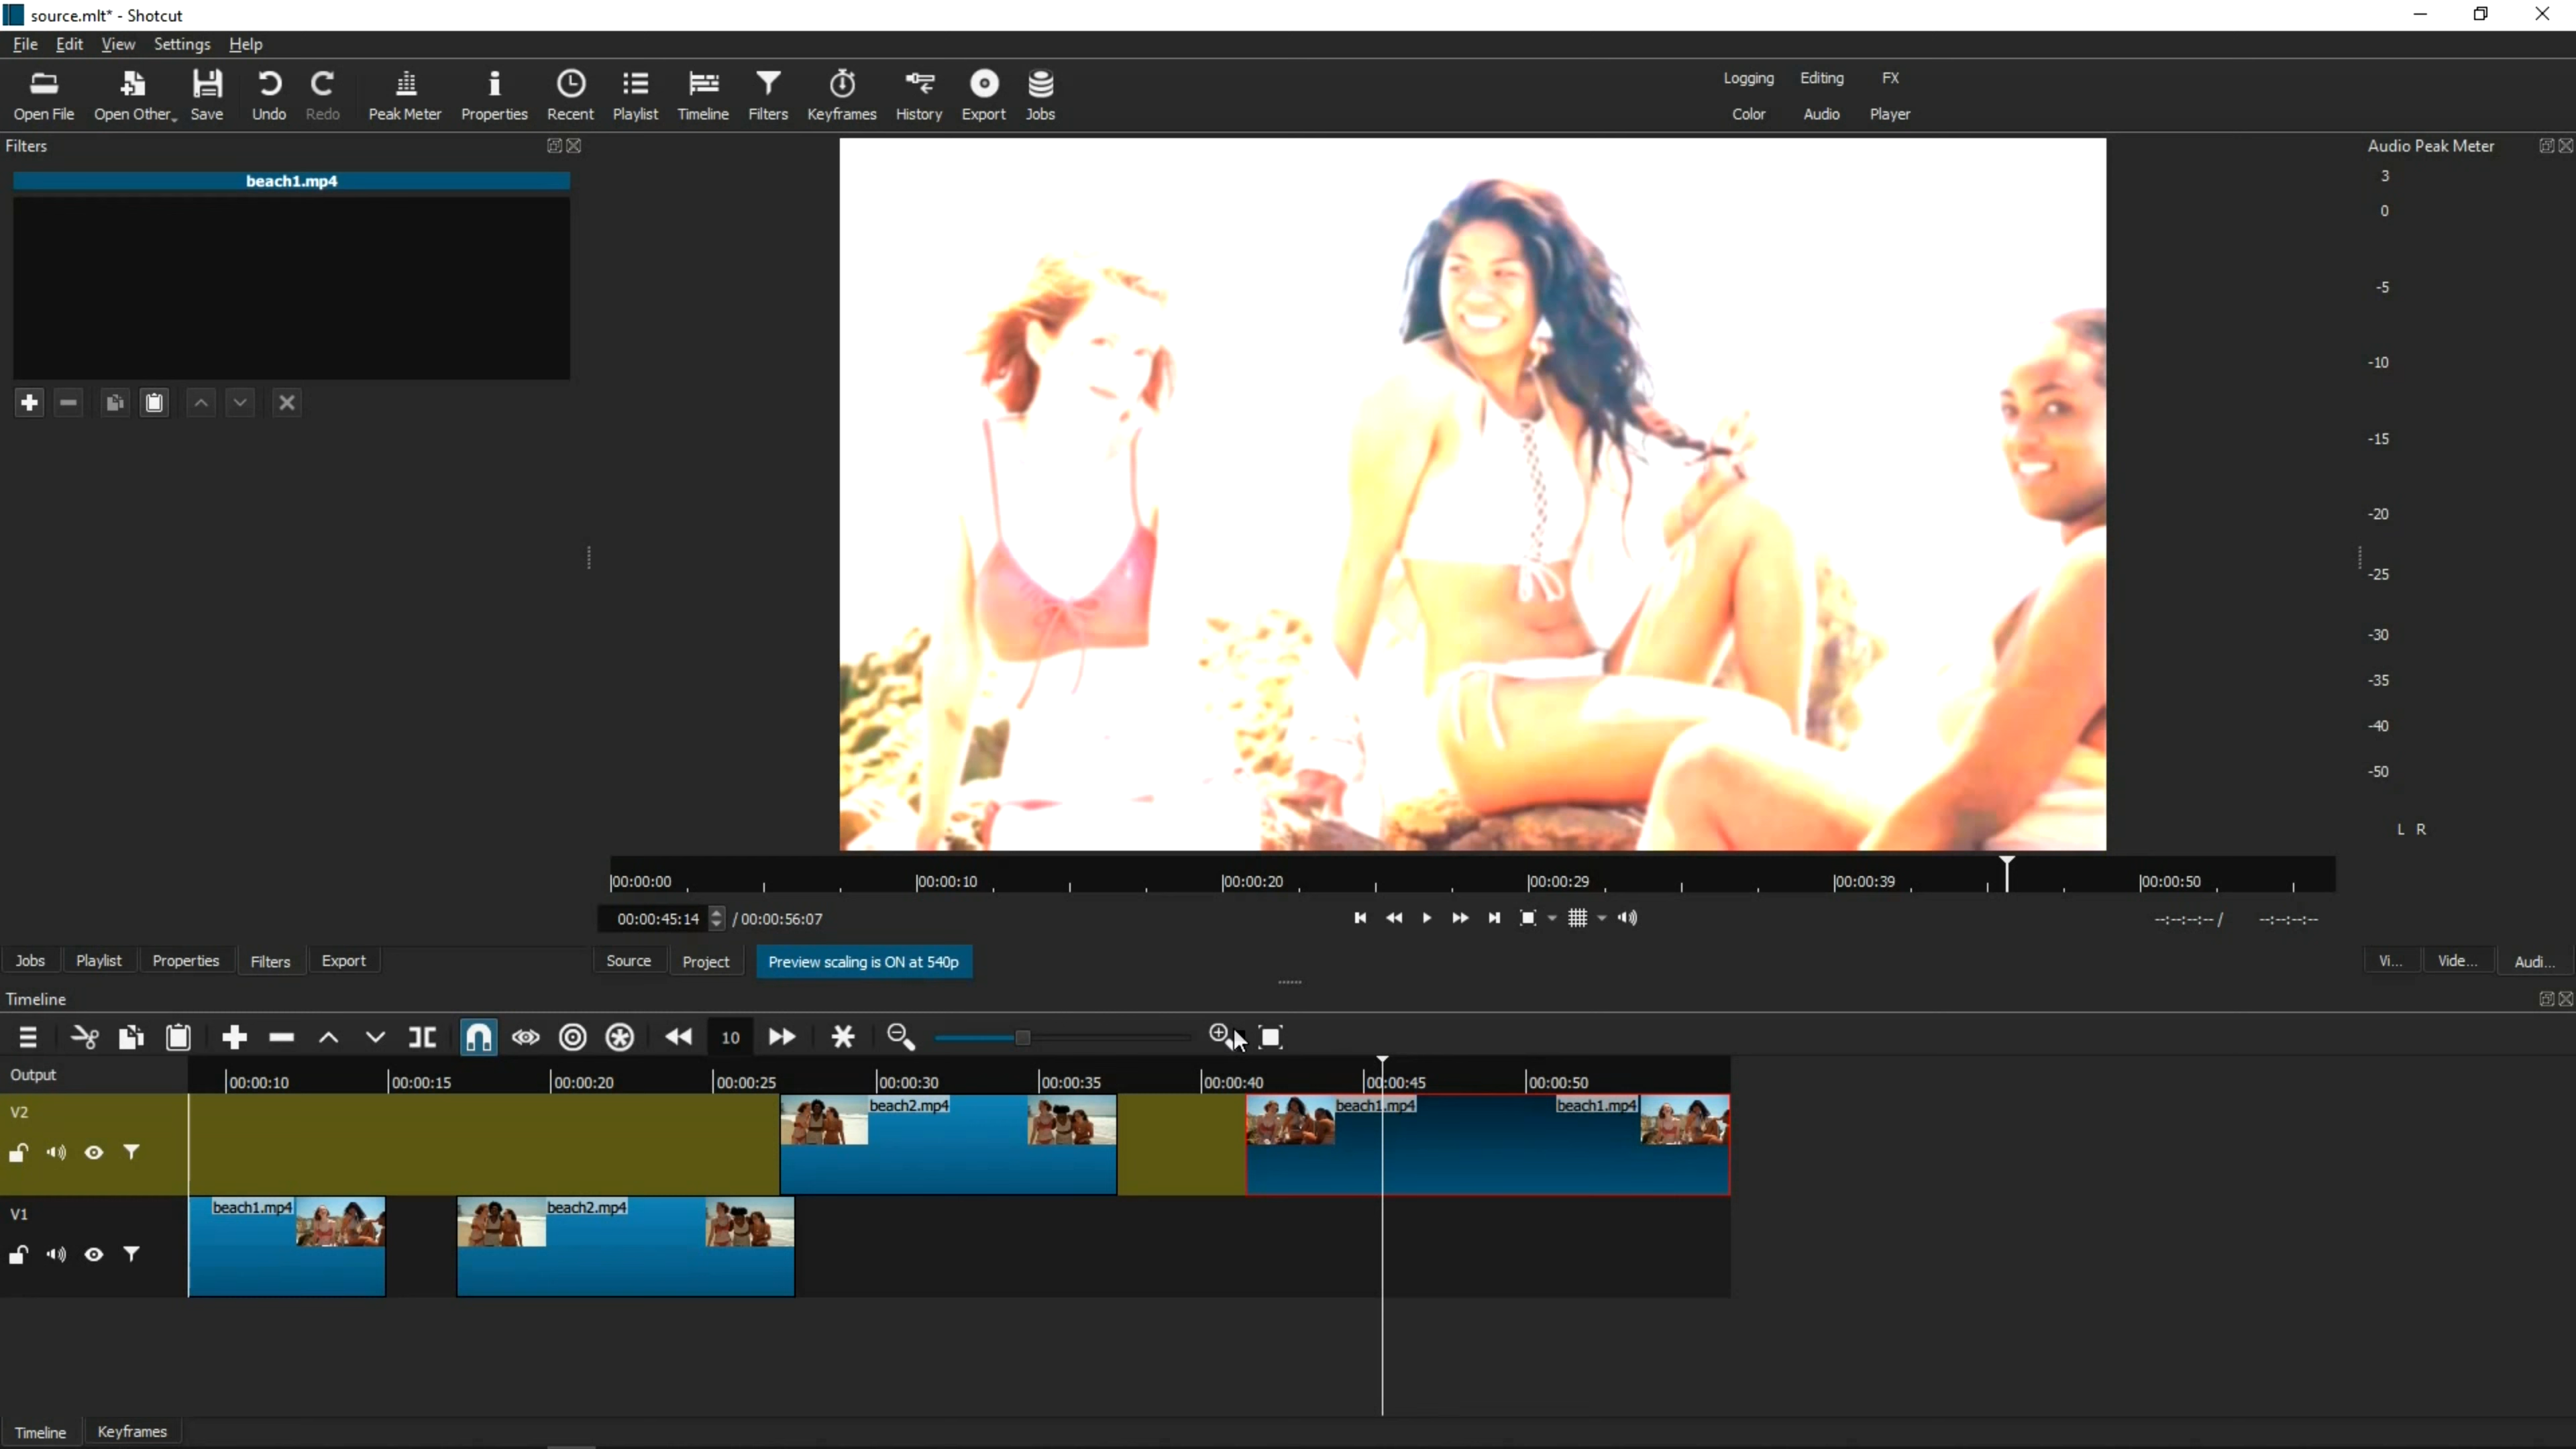 source.mlt* - Shotcut
File Edit View Settings Help
Open File Open Other Save Undo Redo Peak Meter Properties Recent Playlist Timeline Filters Keyframes History Export Jobs
Logging Editing FX
Color Audio Player
Filters
beach1.mp4
Audio Peak Meter
3
0
-5
-10
-15
-20
-25
-30
-35
-40
-50
L R
00:00:00 00:00:10 00:00:20 00:00:29 00:00:39 00:00:50
00:00:45:14 / 00:00:56:07
--:--:--:-- / --:--:--:--
Jobs Playlist Properties Filters Export
Source Project Preview scaling is ON at 540p
Vi... Vide... Audi...
Timeline
10
Output
00:00:10 00:00:15 00:00:20 00:00:25 00:00:30 00:00:35 00:00:40 00:00:45 00:00:50
V2
beach2.mp4 beach1.mp4 beach1.mp4
V1
beach1.mp4 beach2.mp4
Timeline Keyframes